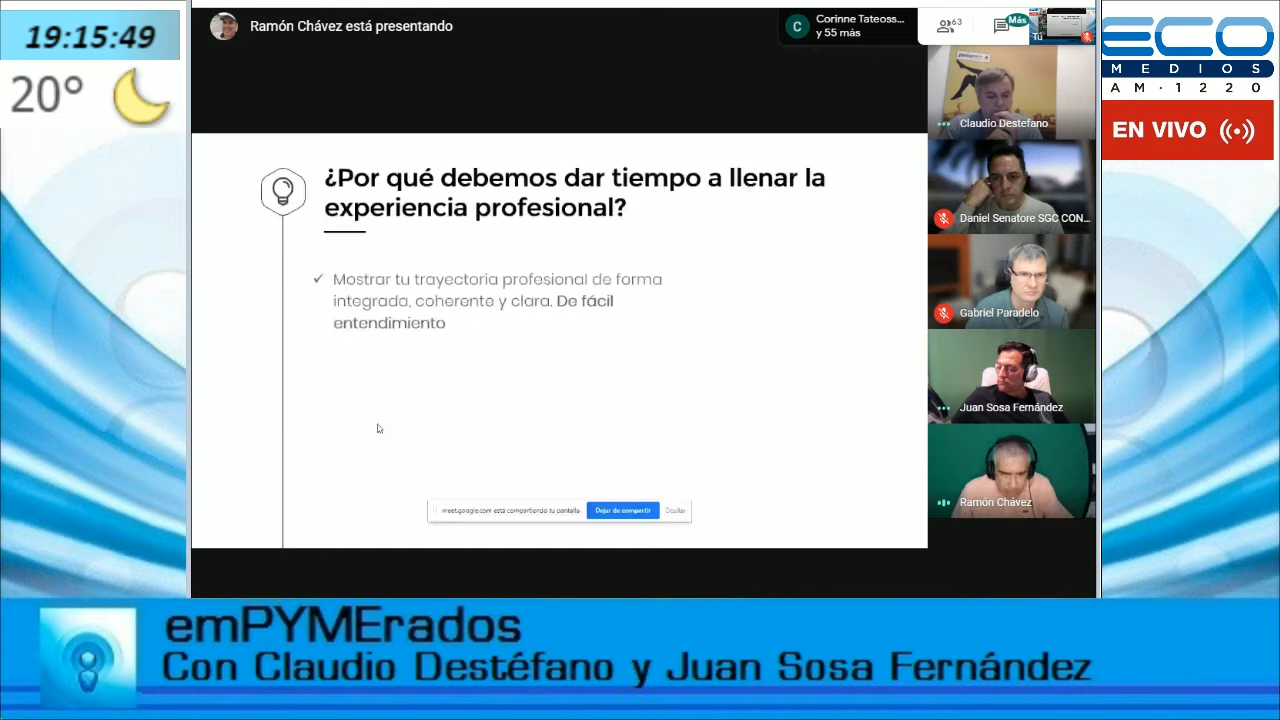 19:15:49
20°
Ramón Chávez está presentando
C
Corinne Tateoss...
y 55 más
63
Más
Tú
ECO
MEDIOS
AM·1220
EN VIVO
Claudio Destefano
Daniel Senatore SGC CON...
Gabriel Paradelo
Juan Sosa Fernández
Ramón Chávez
¿Por qué debemos dar tiempo a llenar la
experiencia profesional?
✓ Mostrar tu trayectoria profesional de forma
integrada, coherente y clara. De fácil
entendimiento
meet.google.com está compartiendo tu pantalla.
Dejar de compartir
Ocultar
emPYMErados
Con Claudio Destéfano y Juan Sosa Fernández